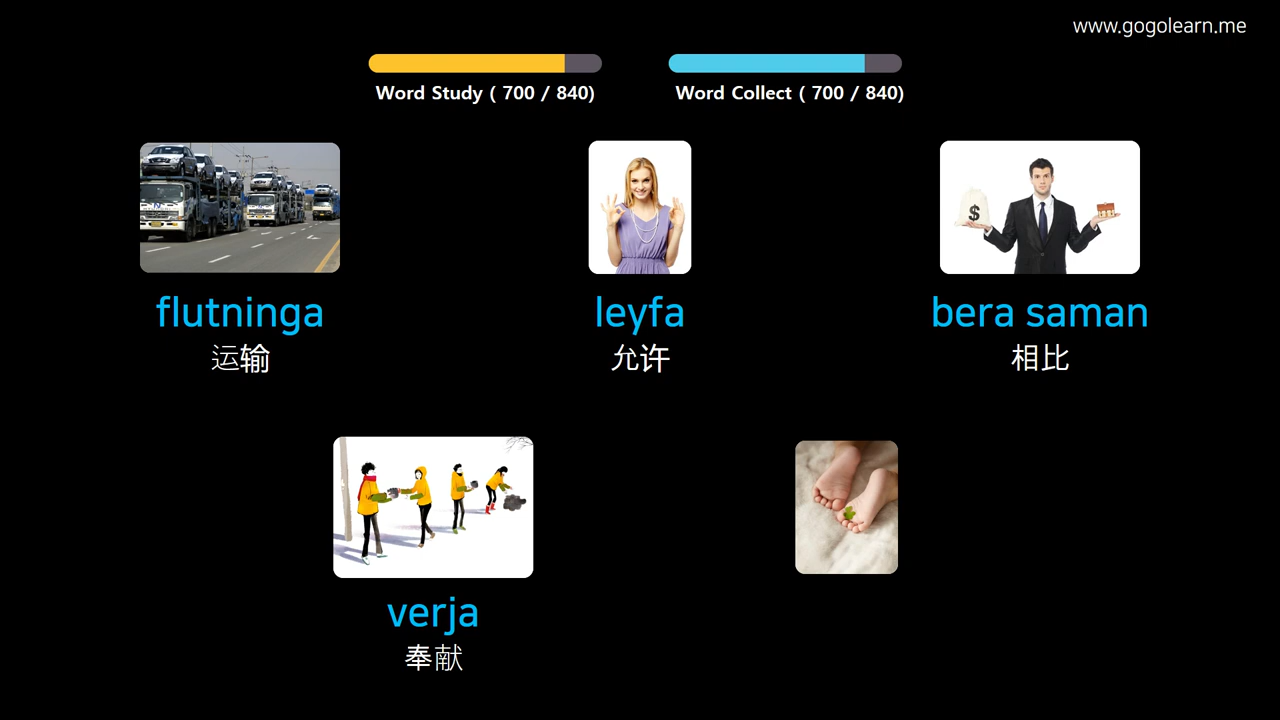 www.gogolearn.me
Word Study ( 700 / 840)
Word Collect ( 700 / 840)
flutninga
运输
leyfa
允许
bera saman
相比
verja
奉献